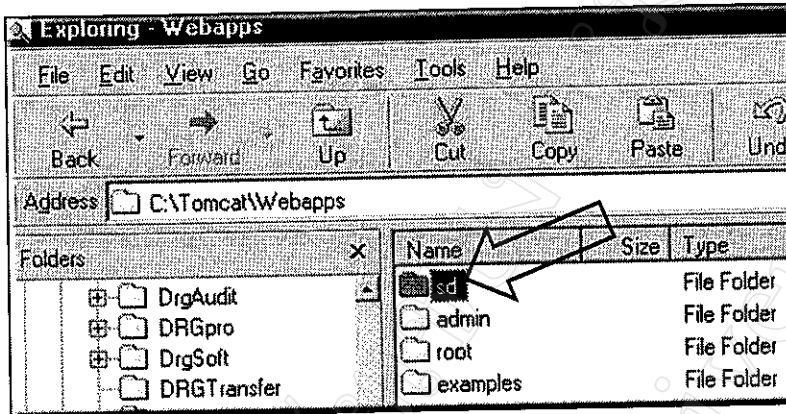 Exploring - Webapps
File Edit View Go Favorites Tools Help
Back Forward Up Cut Copy Paste Und
Address C:\Tomcat\Webapps
Folders
DrgAudit
DRGpro
DrgSoft
DRGTransfer
Name Size Type
sd File Folder
admin File Folder
root File Folder
examples File Folder